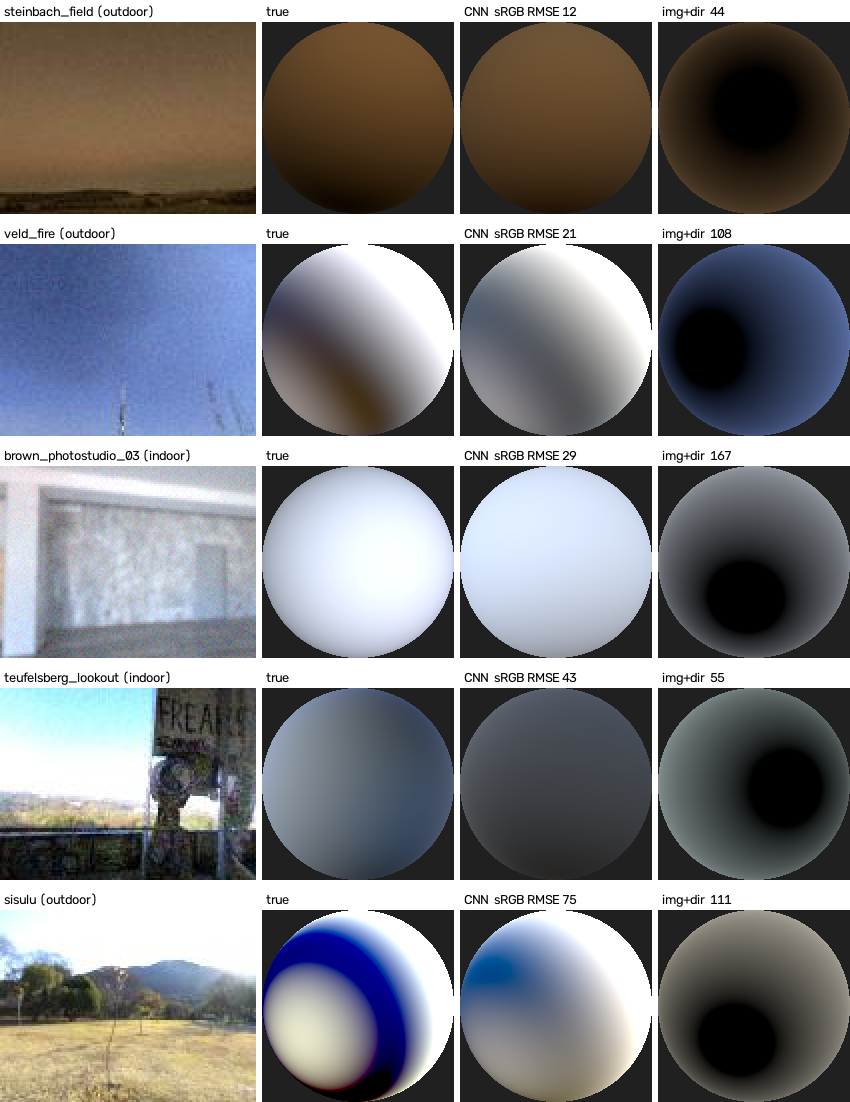 steinbach_field (outdoor) true CNN sRGB RMSE 12 img+dir 44
veld_fire (outdoor) true CNN sRGB RMSE 21 img+dir 108
brown_photostudio_03 (indoor) true CNN sRGB RMSE 29 img+dir 167
teufelsberg_lookout (indoor) true CNN sRGB RMSE 43 img+dir 55
sisulu (outdoor) true CNN sRGB RMSE 75 img+dir 111